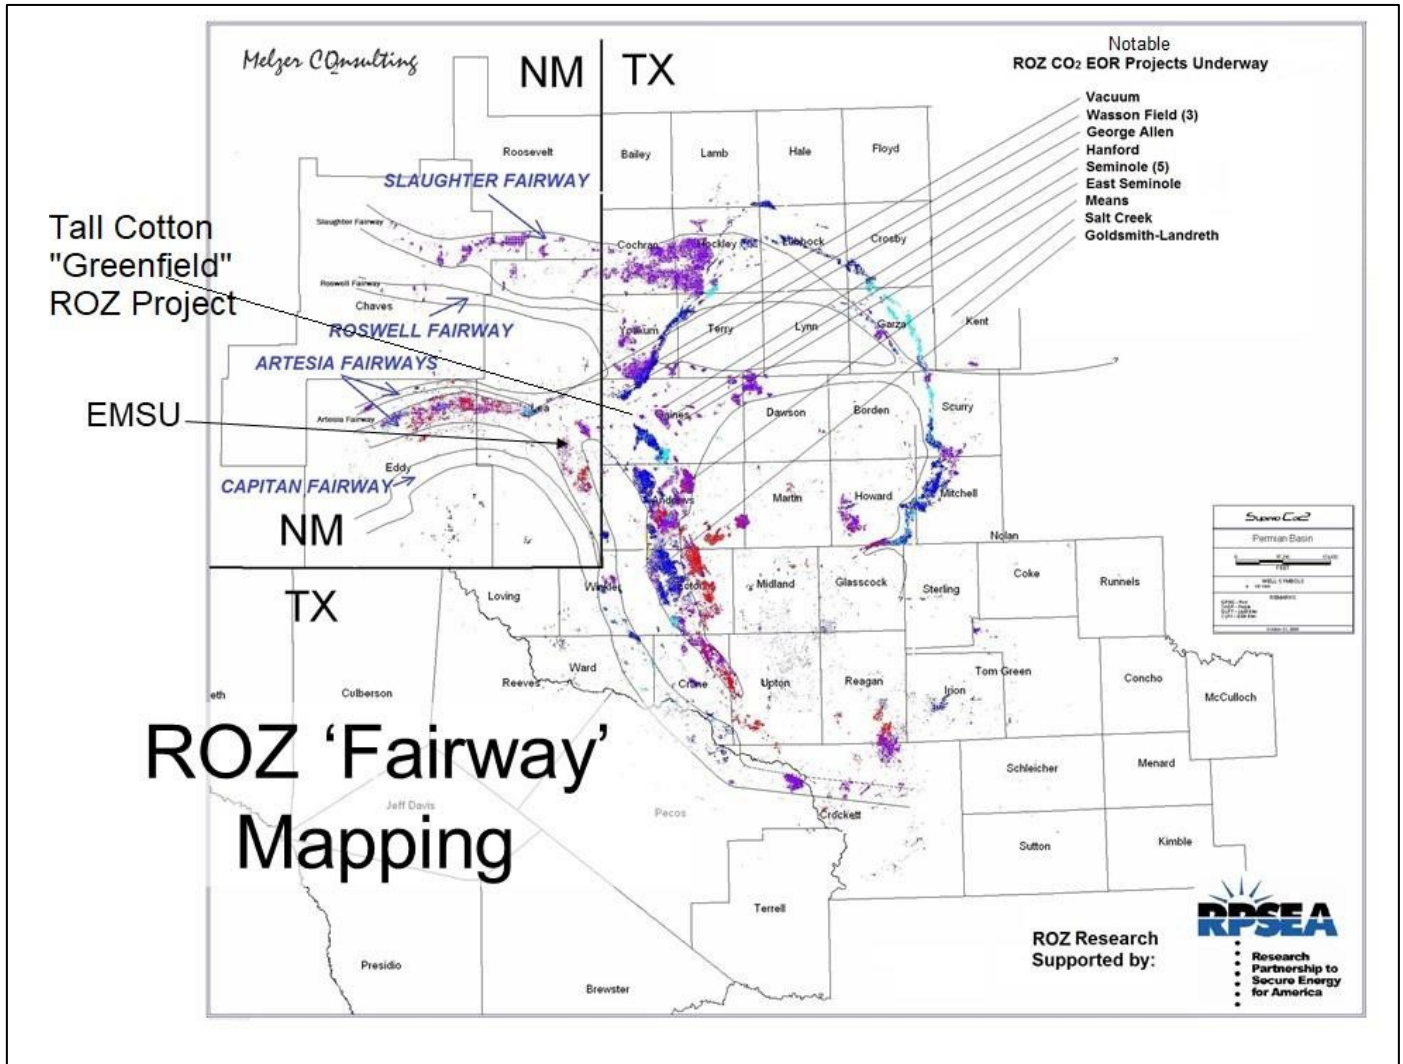 Melzer CO2nsulting
NM
TX
Notable
ROZ CO2 EOR Projects Underway
Vacuum
Wasson Field (3)
George Allen
Hanford
Seminole (5)
East Seminole
Means
Salt Creek
Goldsmith-Landreth
Roosevelt
Bailey
Lamb
Hale
Floyd
SLAUGHTER FAIRWAY
Tall Cotton
"Greenfield"
ROZ Project
Slaughter Fairway
Cochran
Hockley
Lubbock
Crosby
Roswell Fairway
Chaves
ROSWELL FAIRWAY
Yoakum
Terry
Lynn
Garza
Kent
ARTESIA FAIRWAYS
EMSU
Artesia Fairway
Lea
Gaines
Dawson
Borden
Scurry
Eddy
CAPITAN FAIRWAY
Andrews
Martin
Howard
Mitchell
NM
Nolan
TX
Loving
Winkler
Ector
Midland
Glasscock
Sterling
Coke
Runnels
Permian Basin
FEET
WELL SYMBOLS
REMARKS
Ward
Reeves
Crane
Upton
Reagan
Irion
Tom Green
Concho
McCulloch
eth
Culberson
ROZ 'Fairway'
Mapping
Jeff Davis
Pecos
Crockett
Schleicher
Menard
Sutton
Kimble
Terrell
Presidio
Brewster
ROZ Research
Supported by:
RPSEA
Research
Partnership to
Secure Energy
for America